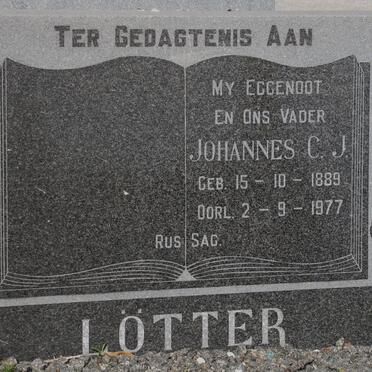 TER GEDAGTENIS AAN
MY EGGENOOT
EN ONS VADER
JOHANNES C. J.
GEB. 15 - 10 - 1889
OORL. 2 - 9 - 1977
RUS SAG.
LÖTTER